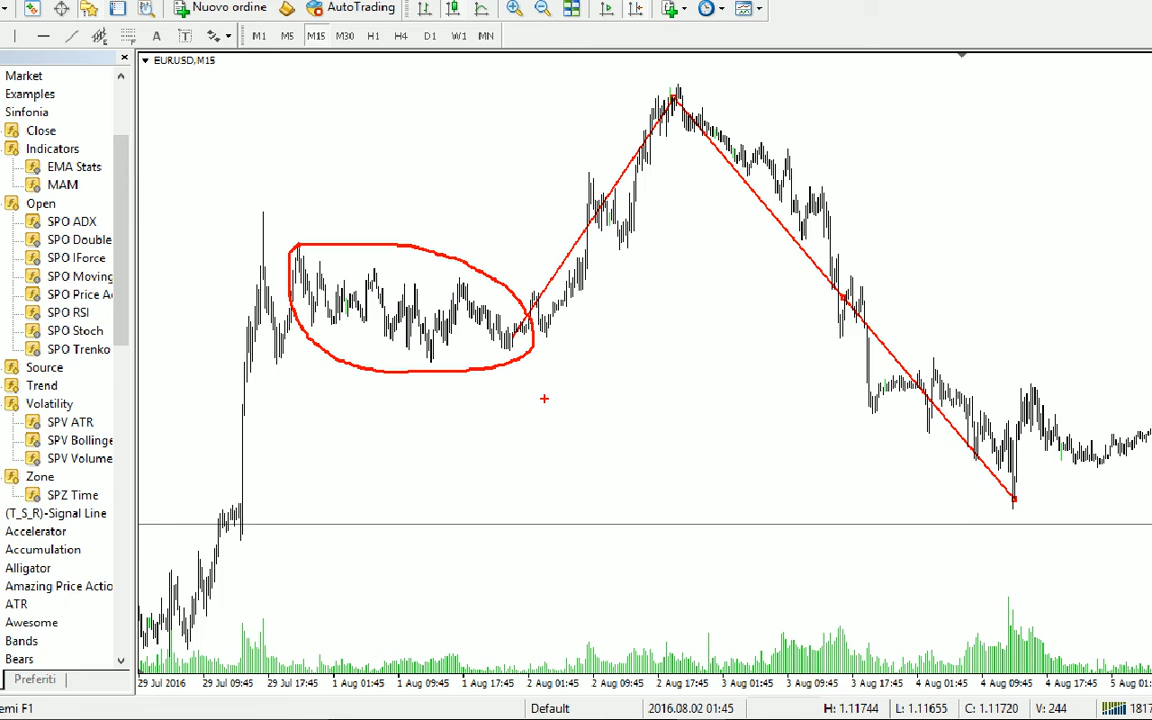 Nuovo ordine AutoTrading
A T M1 M5 M15 M30 H1 H4 D1 W1 MN
EURUSD,M15
Market
Examples
Sinfonia
Close
Indicators
EMA Stats
MAM
Open
SPO ADX
SPO Double
SPO IForce
SPO Moving
SPO Price A
SPO RSI
SPO Stoch
SPO Trenko
Source
Trend
Volatility
SPV ATR
SPV Bollinge
SPV Volume
Zone
SPZ Time
(T_S_R)-Signal Line
Accelerator
Accumulation
Alligator
Amazing Price Actio
ATR
Awesome
Bands
Bears
Preferiti
29 Jul 2016 29 Jul 09:45 29 Jul 17:45 1 Aug 01:45 1 Aug 09:45 1 Aug 17:45 2 Aug 01:45 2 Aug 09:45 2 Aug 17:45 3 Aug 01:45 3 Aug 09:45 3 Aug 17:45 4 Aug 01:45 4 Aug 09:45 4 Aug 17:45 5 Aug 01:45
emi F1 Default 2016.08.02 01:45 H: 1.11744 L: 1.11655 C: 1.11720 V: 244 1817